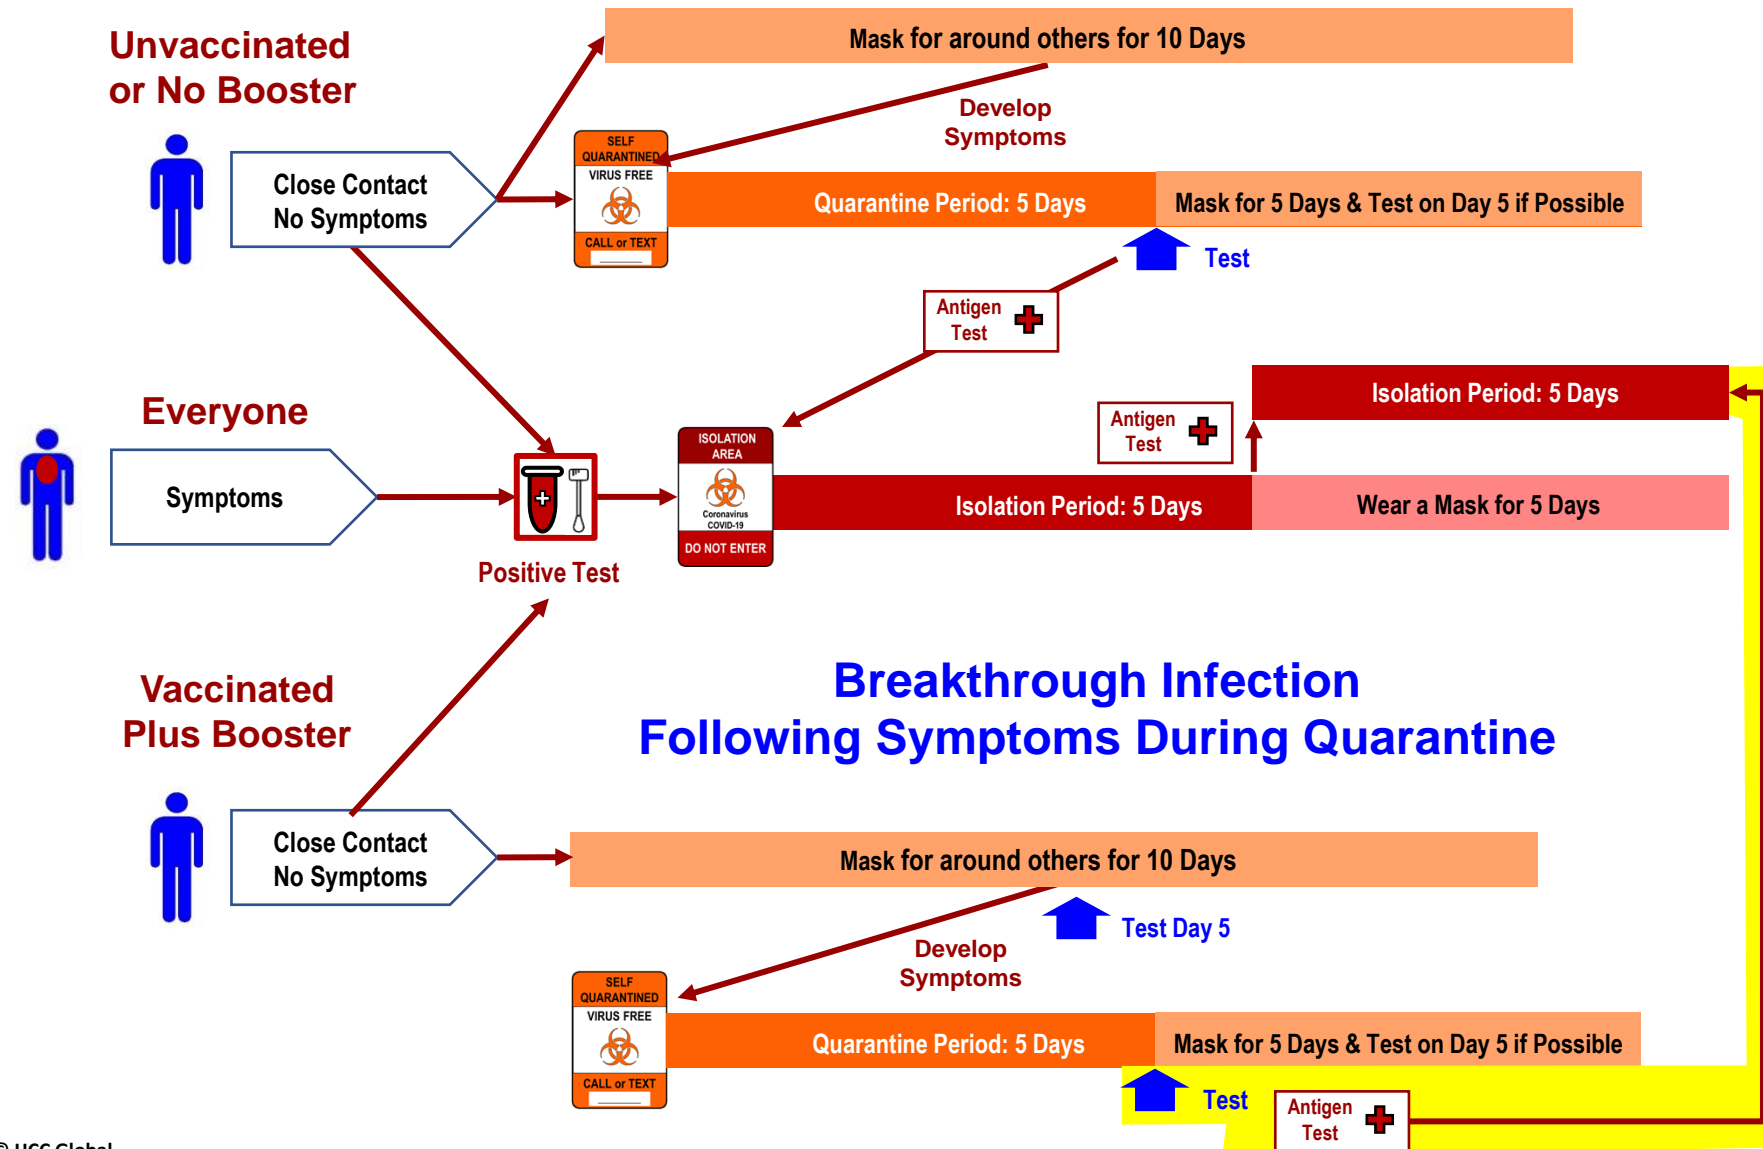 Unvaccinated
or No Booster
Mask for around others for 10 Days
Develop
Symptoms
Close Contact
No Symptoms
SELF
QUARANTINED
VIRUS FREE
CALL or TEXT
Quarantine Period: 5 Days
Mask for 5 Days & Test on Day 5 if Possible
Test
Antigen
Test
Everyone
Symptoms
Positive Test
ISOLATION
AREA
Coronavirus
COVID-19
DO NOT ENTER
Antigen
Test
Isolation Period: 5 Days
Isolation Period: 5 Days
Wear a Mask for 5 Days
Breakthrough Infection
Following Symptoms During Quarantine
Vaccinated
Plus Booster
Close Contact
No Symptoms
Mask for around others for 10 Days
Test Day 5
Develop
Symptoms
SELF
QUARANTINED
VIRUS FREE
CALL or TEXT
Quarantine Period: 5 Days
Mask for 5 Days & Test on Day 5 if Possible
Test
Antigen
Test
Global